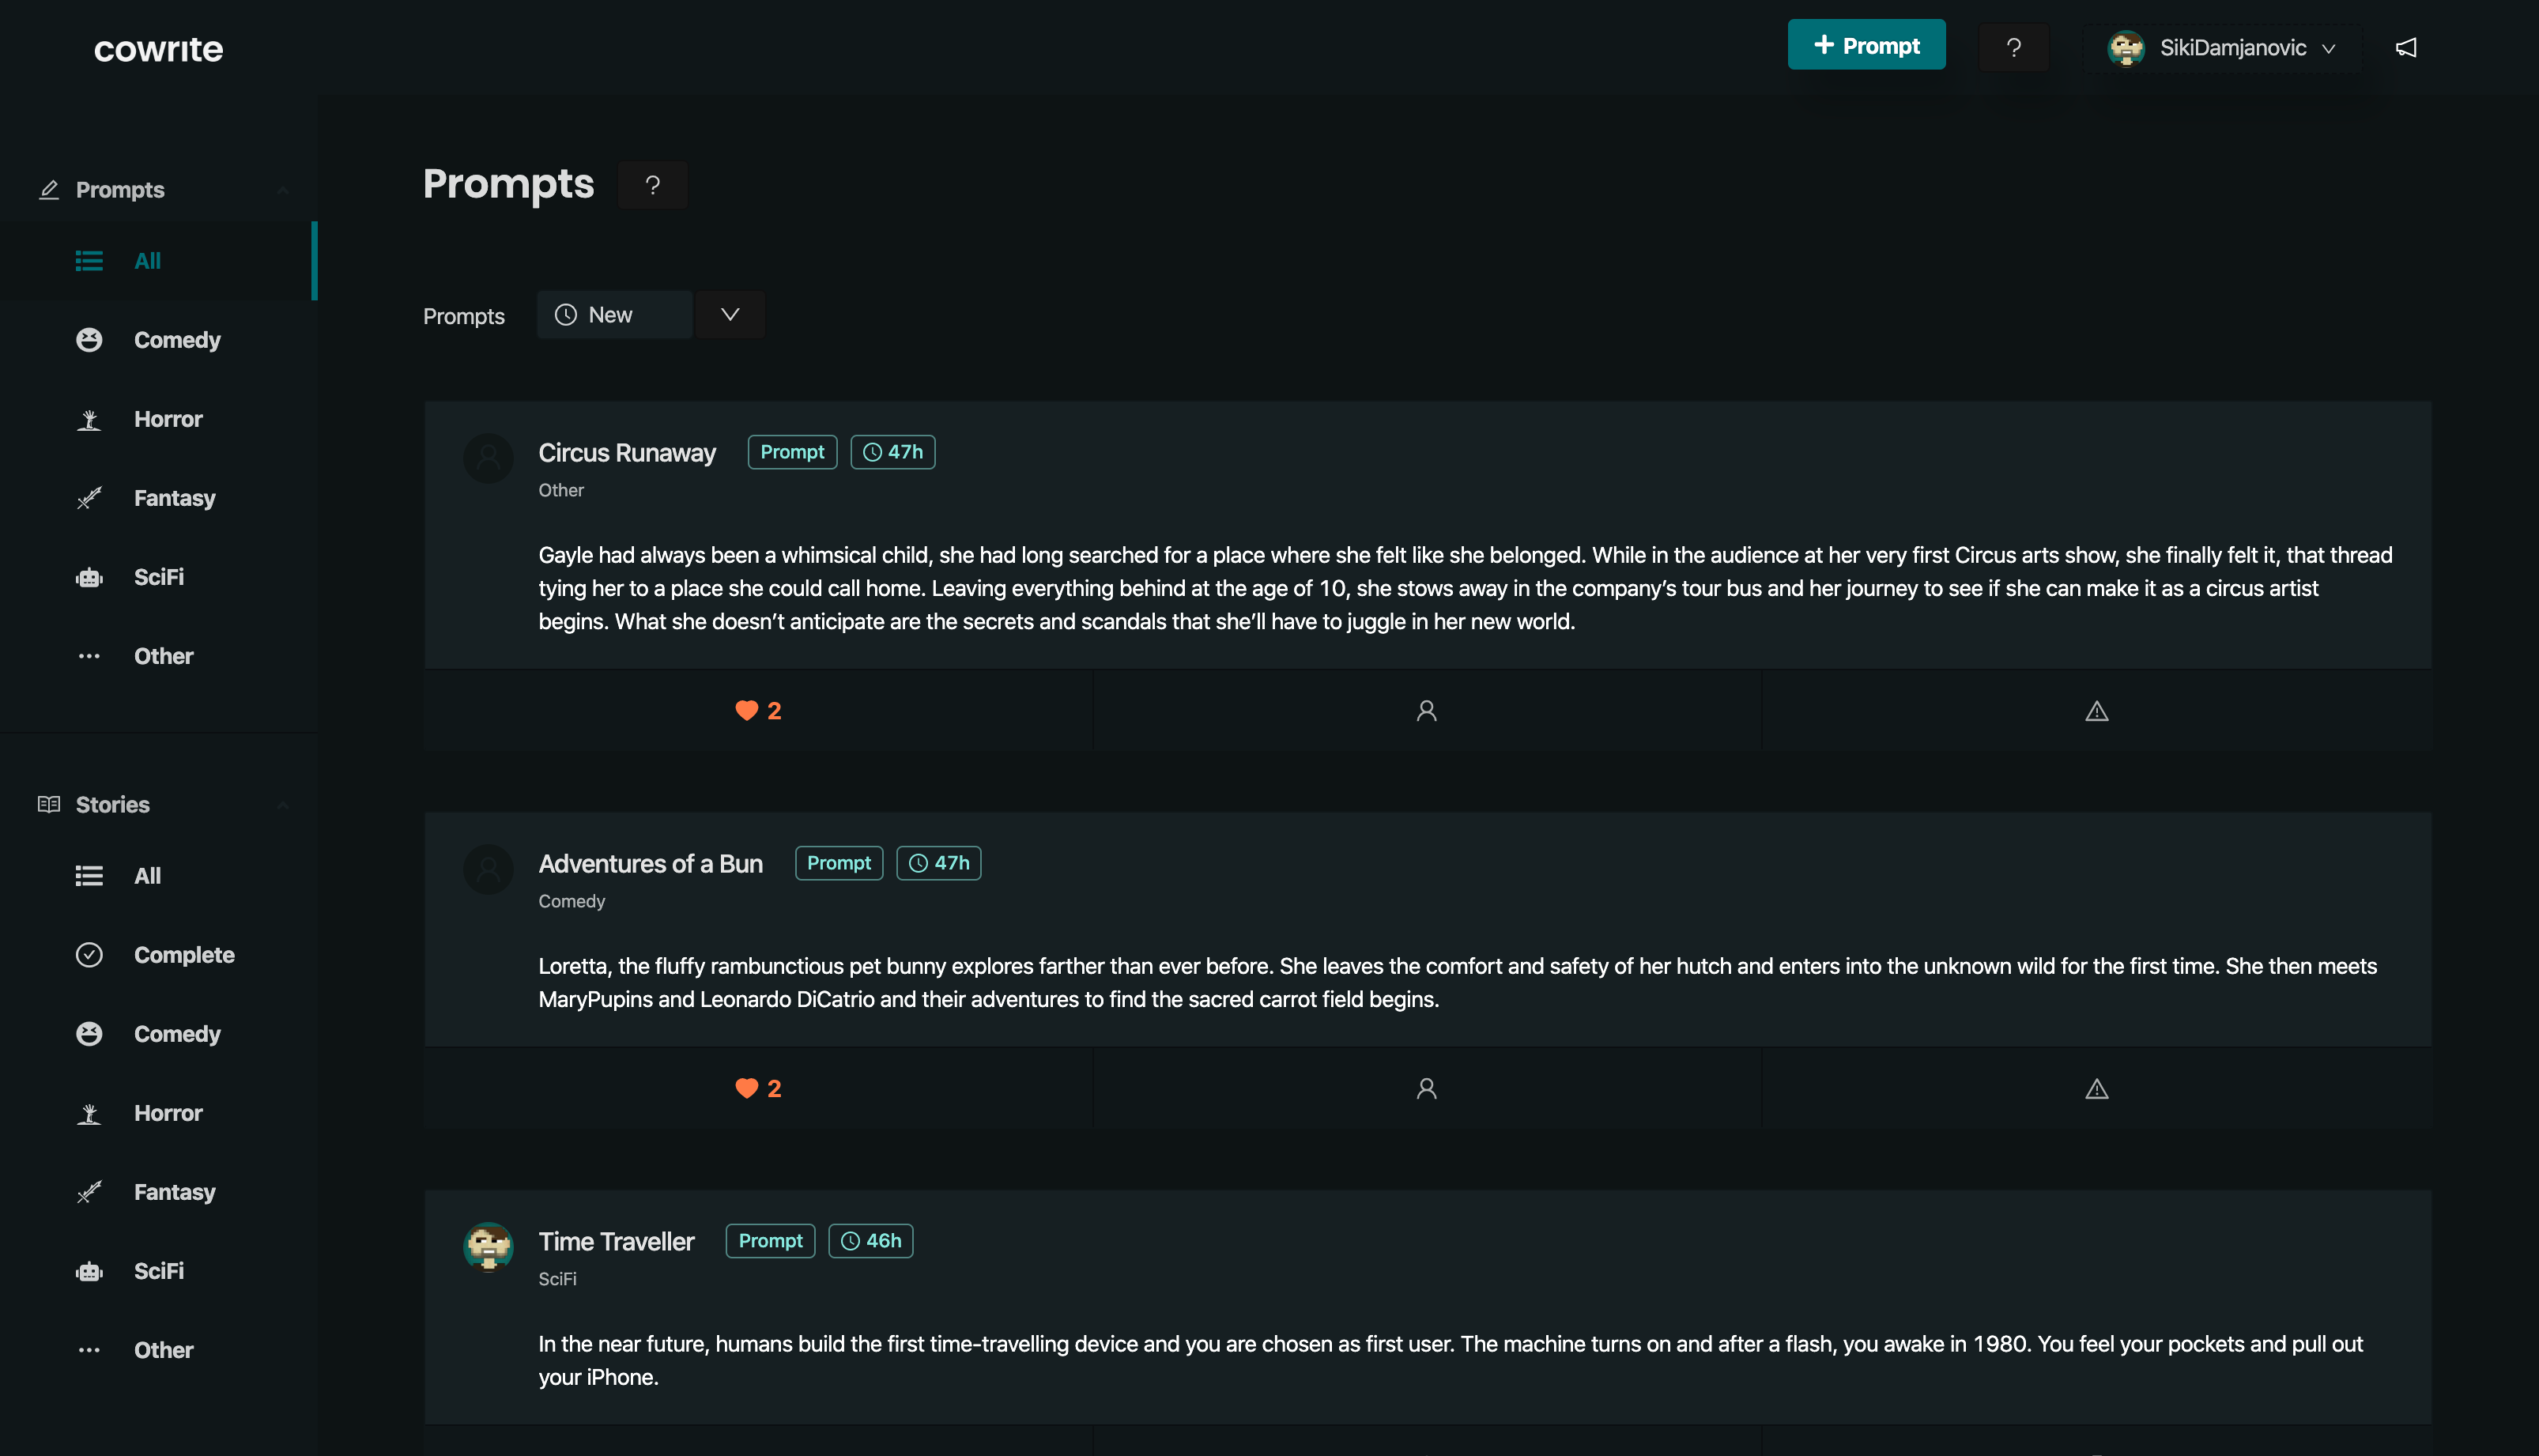 cowrite
+ Prompt
?
SikiDamjanovic
Prompts
All
Comedy
Horror
Fantasy
SciFi
Other
Stories
All
Complete
Comedy
Horror
Fantasy
SciFi
Other
Prompts
?
Prompts
New
Circus Runaway
Prompt
47h
Other
Gayle had always been a whimsical child, she had long searched for a place where she felt like she belonged. While in the audience at her very first Circus arts show, she finally felt it, that thread
tying her to a place she could call home. Leaving everything behind at the age of 10, she stows away in the company’s tour bus and her journey to see if she can make it as a circus artist
begins. What she doesn’t anticipate are the secrets and scandals that she’ll have to juggle in her new world.
2
Adventures of a Bun
Prompt
47h
Comedy
Loretta, the fluffy rambunctious pet bunny explores farther than ever before. She leaves the comfort and safety of her hutch and enters into the unknown wild for the first time. She then meets
MaryPupins and Leonardo DiCatrio and their adventures to find the sacred carrot field begins.
2
Time Traveller
Prompt
46h
SciFi
In the near future, humans build the first time-travelling device and you are chosen as first user. The machine turns on and after a flash, you awake in 1980. You feel your pockets and pull out
your iPhone.